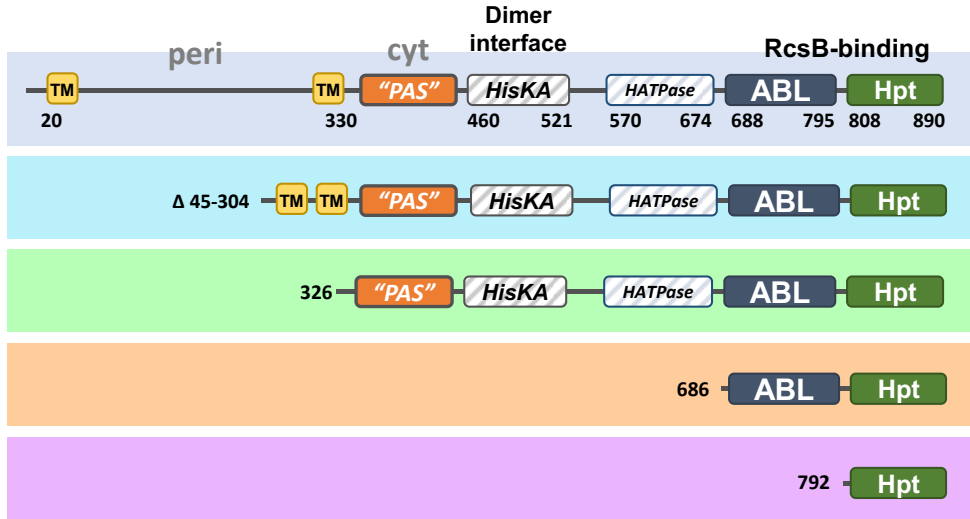 Dimer
interface
peri
cyt
RcsB-binding
TM
TM
"PAS"
HisKA
HATPase
ABL
Hpt
20
330
460
521
570
674
688
795
808
890
Δ 45-304
TM
TM
"PAS"
HisKA
HATPase
ABL
Hpt
326
"PAS"
HisKA
HATPase
ABL
Hpt
686
ABL
Hpt
792
Hpt